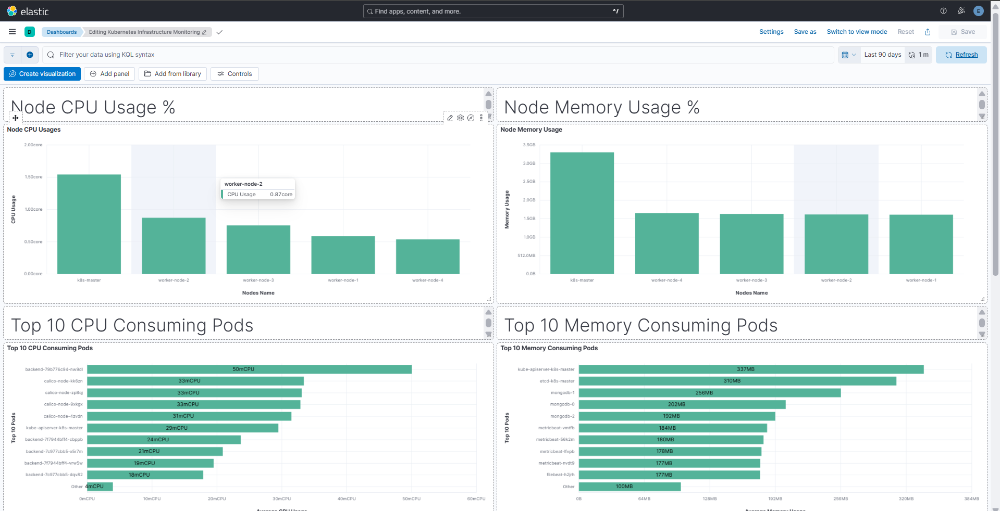 elastic
Find apps, content, and more.
*/
E
D
Dashboards
Editing Kubernetes Infrastructure Monitoring
Settings
Save as
Switch to view mode
Reset
Save
Filter your data using KQL syntax
Last 90 days
1 m
Refresh
Create visualization
Add panel
Add from library
Controls
Node CPU Usage %
Node CPU Usages
2.00core
1.50core
1.00core
0.50core
0.00core
CPU Usage
worker-node-2
CPU Usage 0.87core
k8s-master
worker-node-2
worker-node-3
worker-node-1
worker-node-4
Nodes Name
Node Memory Usage %
Node Memory Usage
3.5GB
3.0GB
2.5GB
2.0GB
1.5GB
1.0GB
512.0MB
0.0B
Memory Usage
k8s-master
worker-node-4
worker-node-3
worker-node-2
worker-node-1
Nodes Name
Top 10 CPU Consuming Pods
Top 10 CPU Consuming Pods
Top 10 Pods
backend-79b776c94-nw9dl 50mCPU
calico-node-kk6zn 33mCPU
calico-node-zp8qj 33mCPU
calico-node-9xkgx 33mCPU
calico-node-4zvdn 31mCPU
kube-apiserver-k8s-master 29mCPU
backend-7f7944bff4-cbppb 24mCPU
backend-7c977cbb5-x5r7m 21mCPU
backend-7f7944bff4-vrw5w 19mCPU
backend-7c977cbb5-dqv82 18mCPU
Other 4mCPU
0mCPU
10mCPU
20mCPU
30mCPU
40mCPU
50mCPU
60mCPU
Average CPU Usage
Top 10 Memory Consuming Pods
Top 10 Memory Consuming Pods
Top 10 Pods
kube-apiserver-k8s-master 337MB
etcd-k8s-master 310MB
mongodb-1 256MB
mongodb-0 202MB
mongodb-2 192MB
metricbeat-vmtfb 184MB
metricbeat-56k2m 180MB
metricbeat-lfvpb 178MB
metricbeat-nvdt9 177MB
filebeat-h2jrh 177MB
Other 100MB
0B
64MB
128MB
192MB
256MB
320MB
384MB
Average Memory Usage